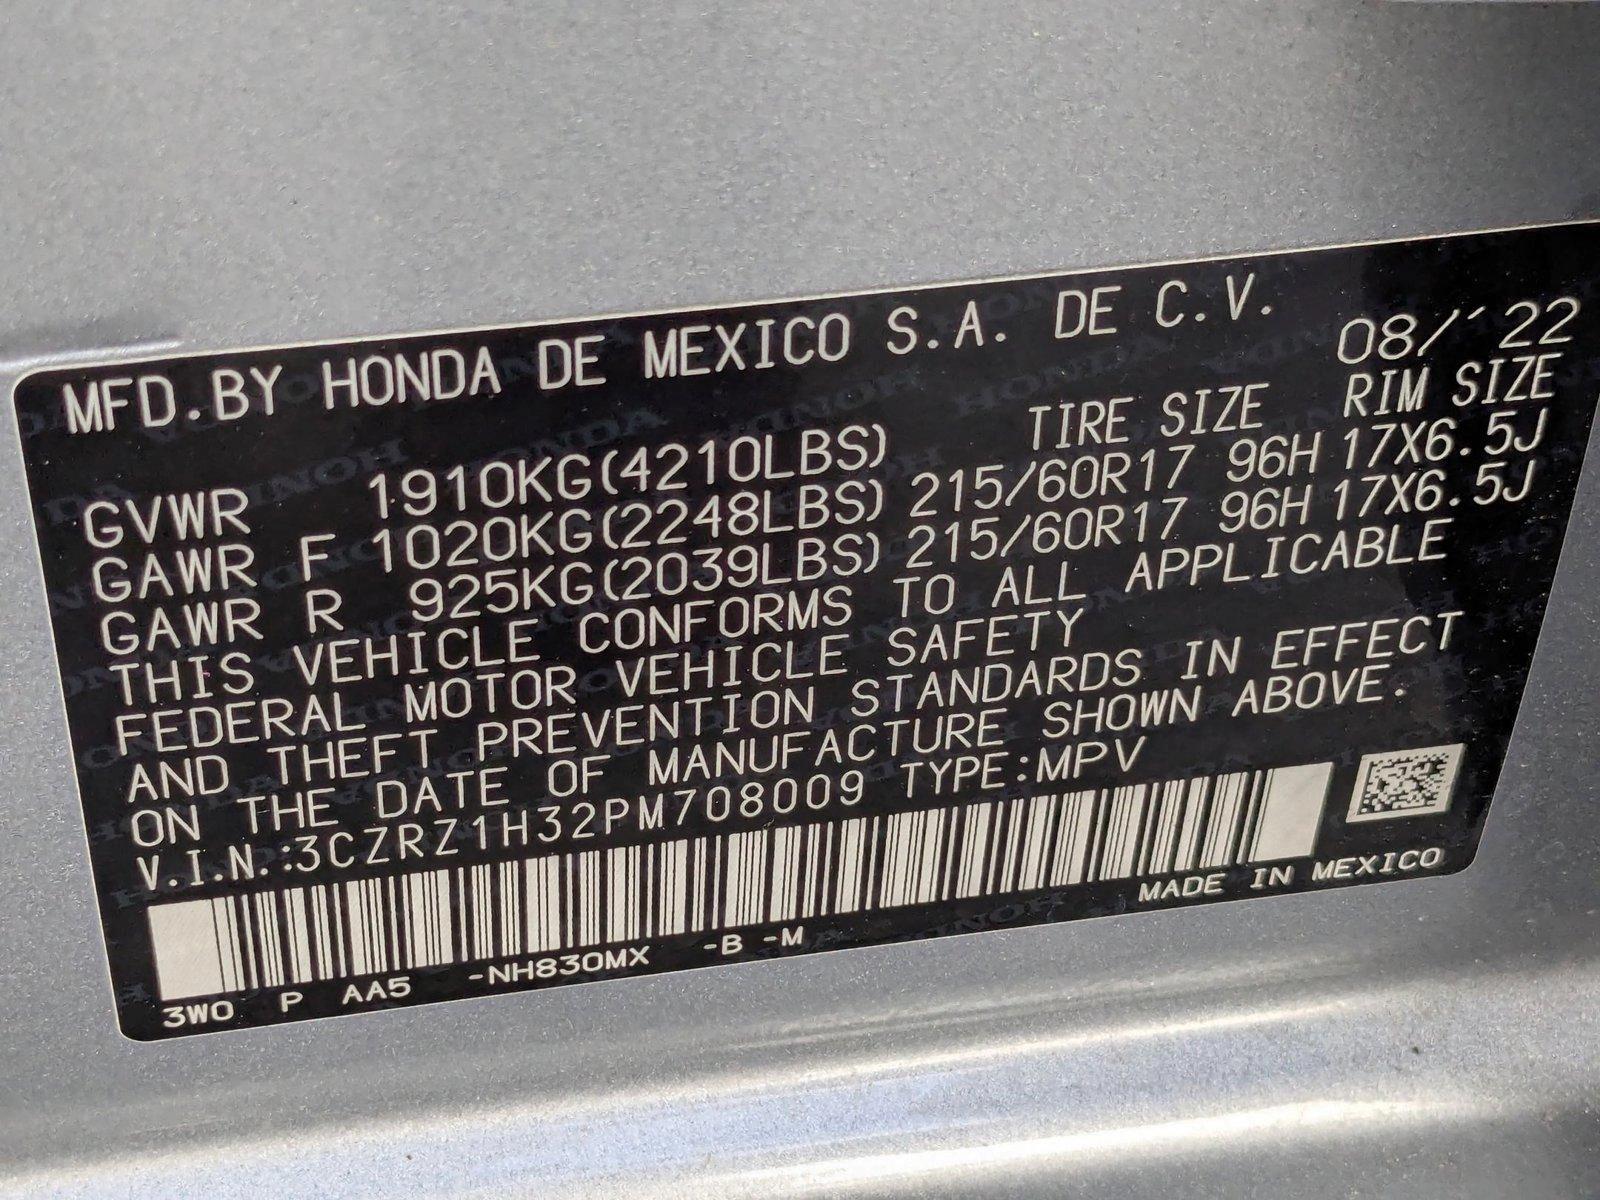 MFD.BY HONDA DE MEXICO S.A. DE C.V.
08/'22
TIRE SIZE RIM SIZE
GVWR 1910KG(4210LBS)
GAWR F 1020KG(2248LBS) 215/60R17 96H 17X6.5J
GAWR R 925KG(2039LBS) 215/60R17 96H 17X6.5J
THIS VEHICLE CONFORMS TO ALL APPLICABLE
FEDERAL MOTOR VEHICLE SAFETY
AND THEFT PREVENTION STANDARDS IN EFFECT
ON THE DATE OF MANUFACTURE SHOWN ABOVE.
V.I.N.:3CZRZ1H32PM708009 TYPE:MPV
MADE IN MEXICO
3W0 P AA5 -NH830MX -B -M